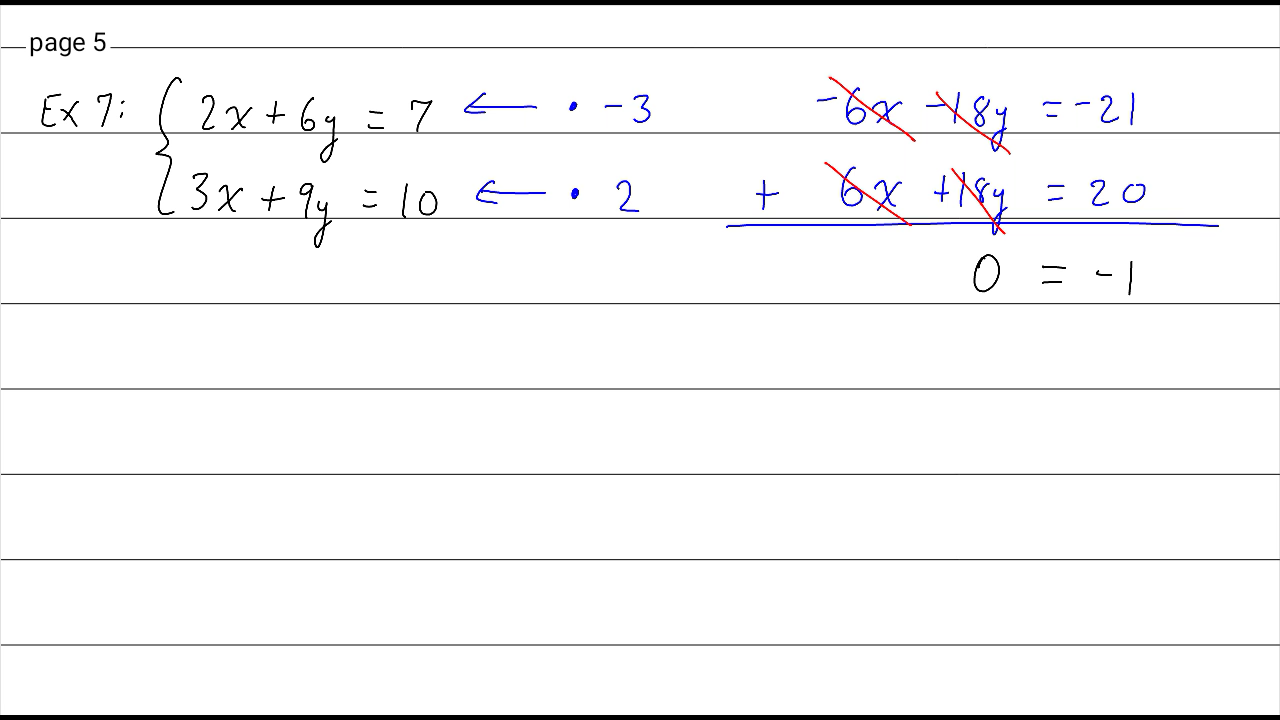 page 5
Ex 7: { 2x + 6y = 7 ← • -3 -6x -18y = -21
3x + 9y = 10 ← • 2 + 6x +18y = 20
0 = -1